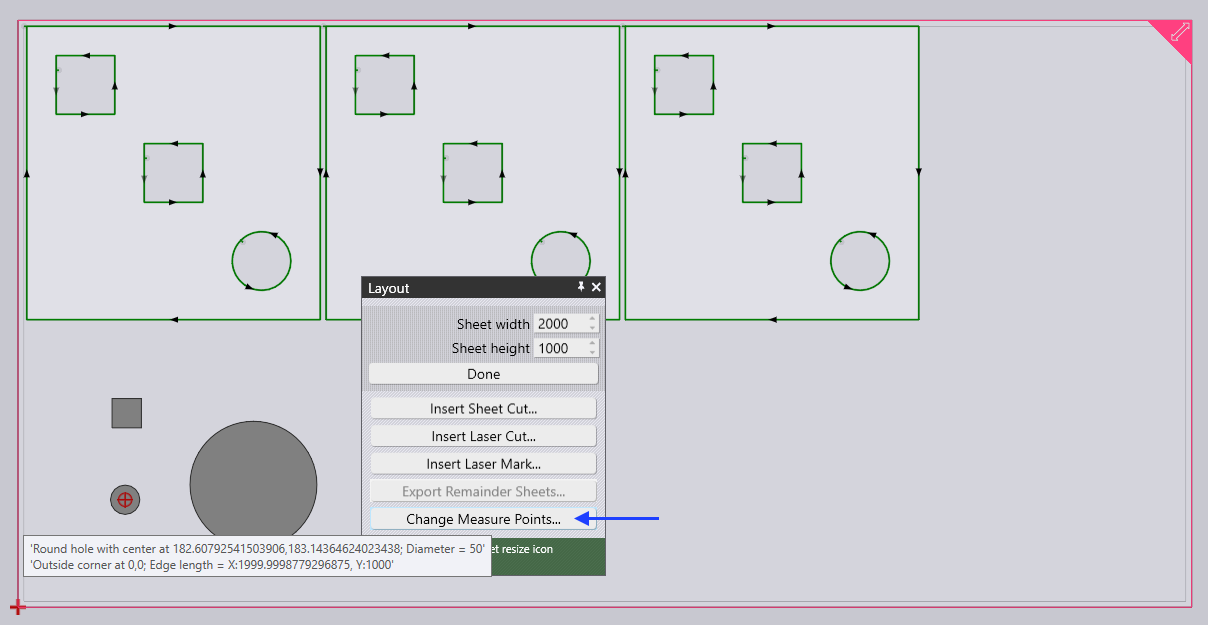 Layout
Sheet width 2000
Sheet height 1000
Done
Insert Sheet Cut...
Insert Laser Cut...
Insert Laser Mark...
Export Remainder Sheets...
Change Measure Points...
resize icon
'Round hole with center at 182.60792541503906,183.14364624023438; Diameter = 50'
'Outside corner at 0,0; Edge length = X:1999.9998779296875, Y:1000'